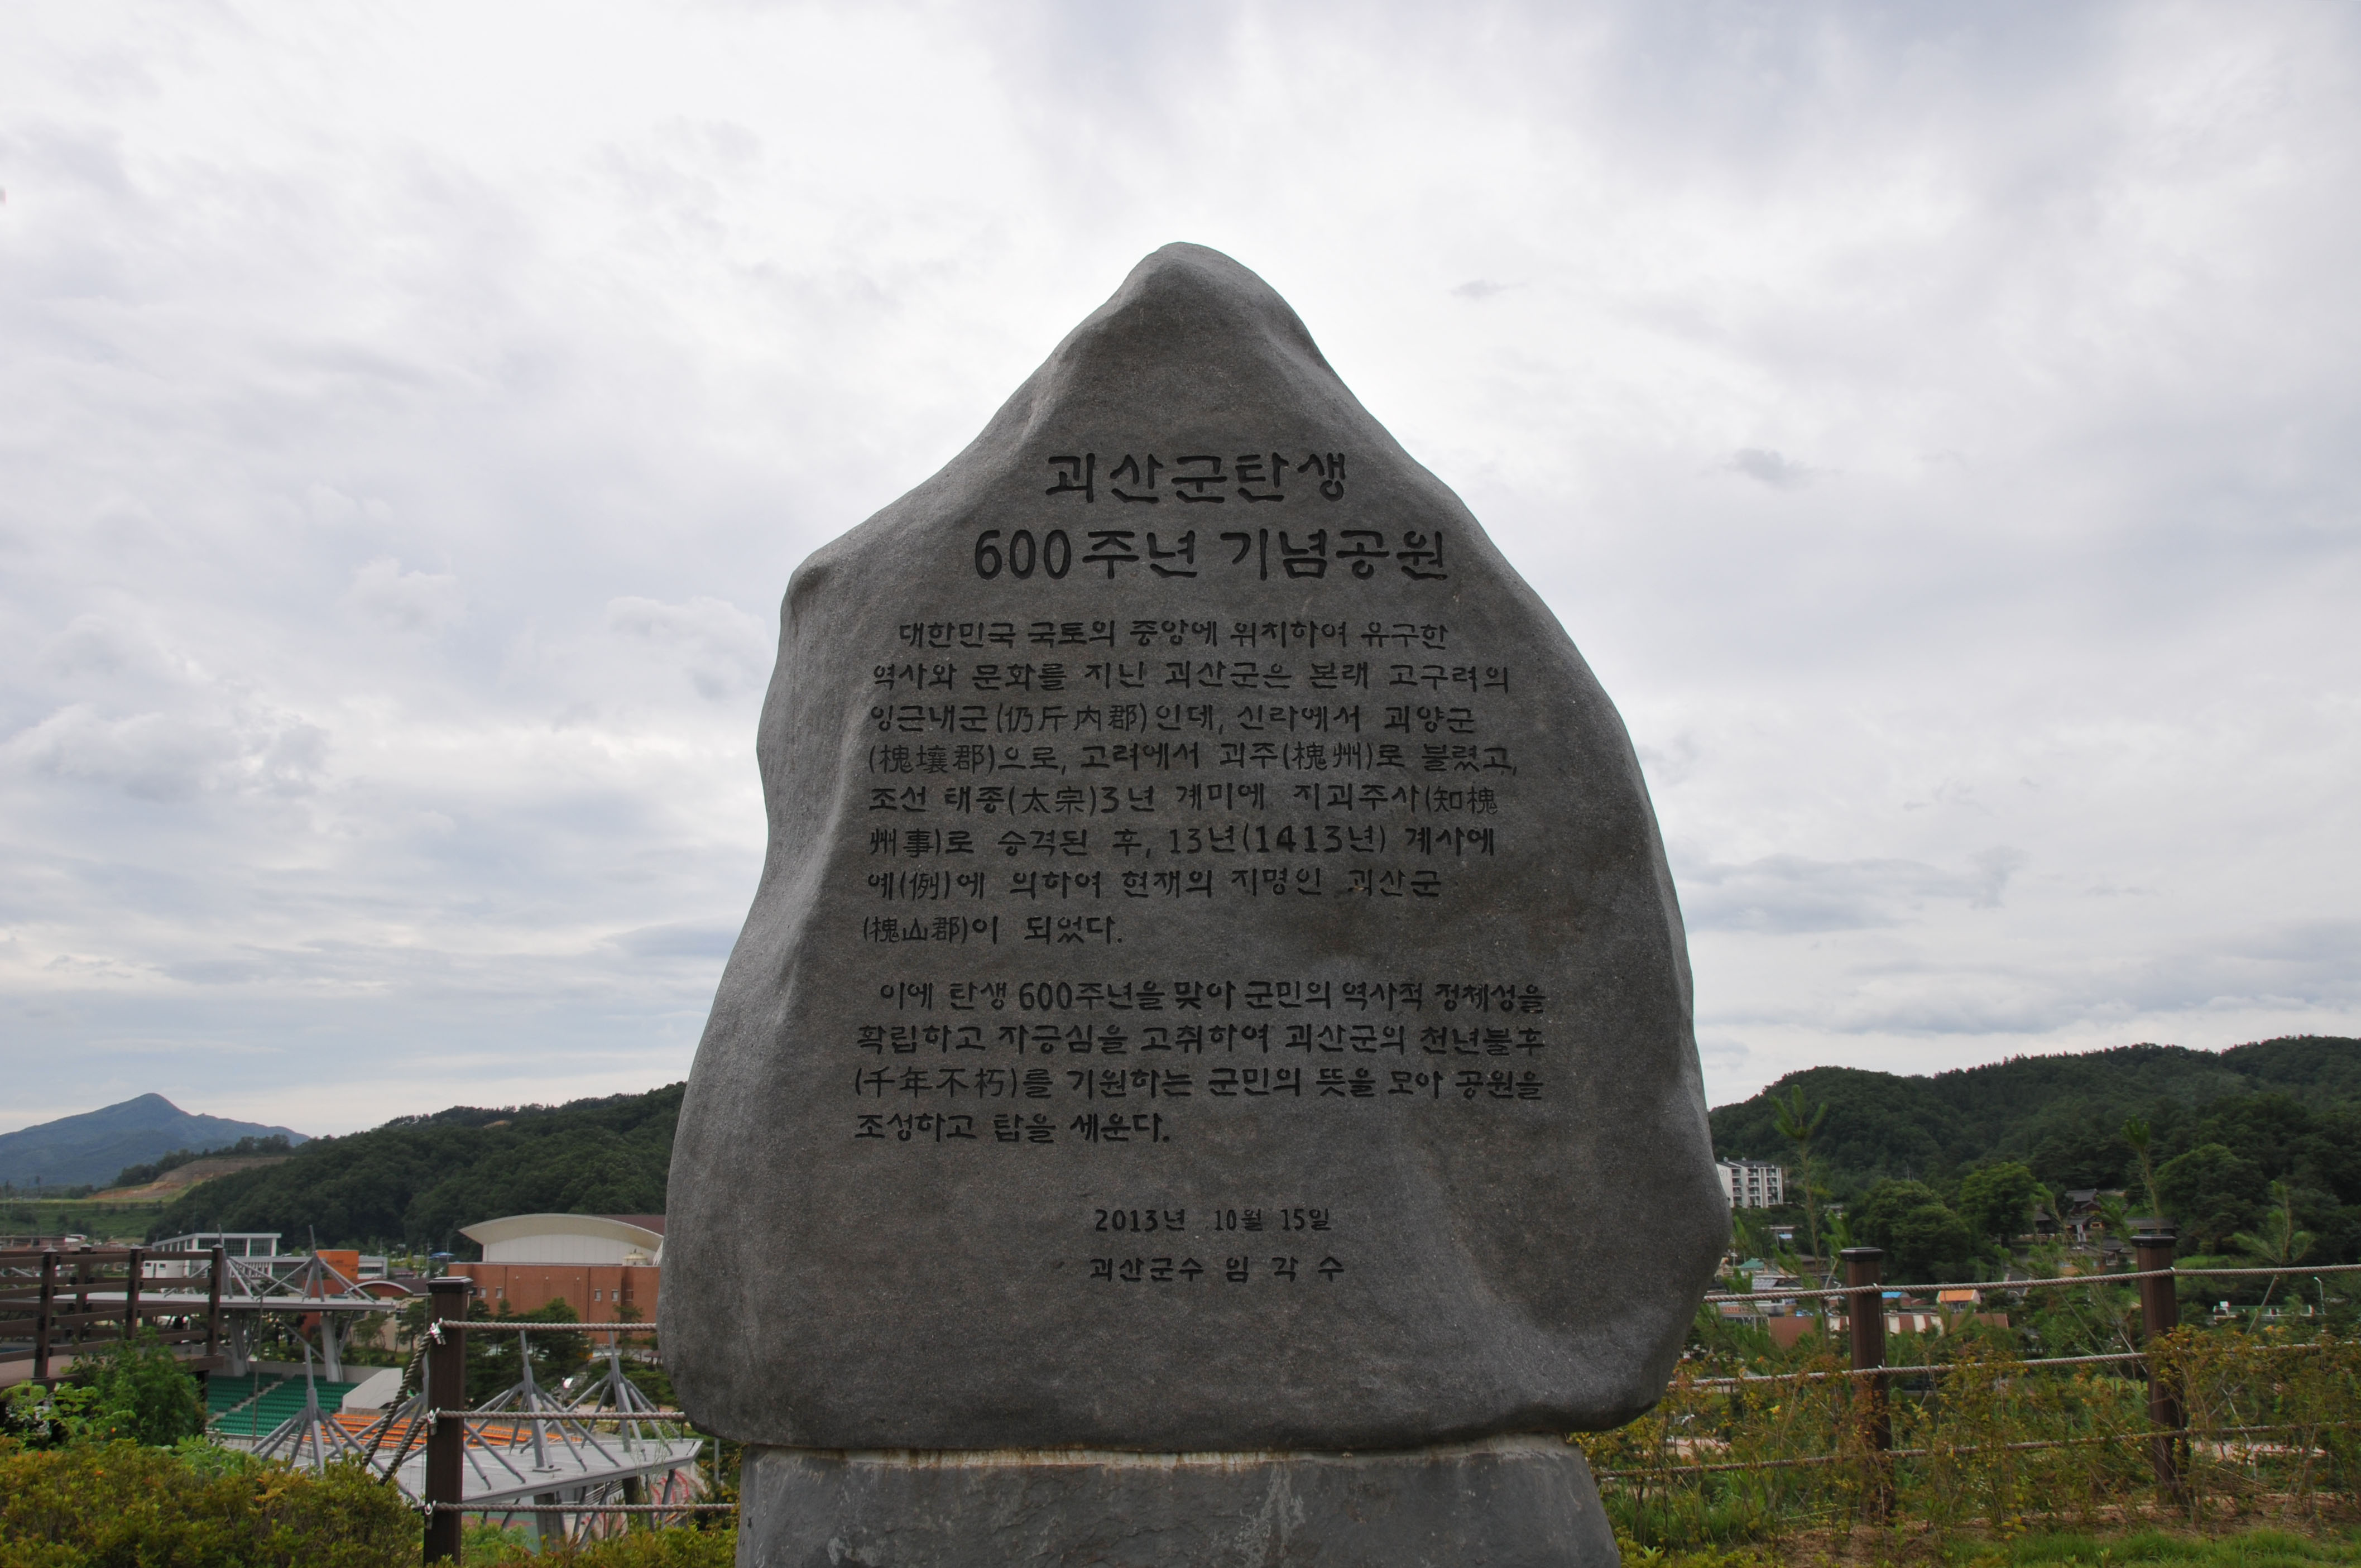 괴산군탄생
600주년 기념공원
대한민국 국토의 중앙에 위치하여 유구한
역사와 문화를 지닌 괴산군은 본래 고구려의
잉근내군(仍斤內郡)인데, 신라에서 괴양군
(槐壤郡)으로, 고려에서 괴주(槐州)로 불렸고,
조선 태종(太宗)3년 계미에 지괴주사(知槐
州事)로 승격된 후, 13년(1413년) 계사에
예(例)에 의하여 현재의 지명인 괴산군
(槐山郡)이 되었다.
이에 탄생 600주년을 맞아 군민의 역사적 정체성을
확립하고 자긍심을 고취하여 괴산군의 천년불후
(千年不朽)를 기원하는 군민의 뜻을 모아 공원을
조성하고 탑을 세운다.
2013년 10월 15일
괴산군수 임 각 수